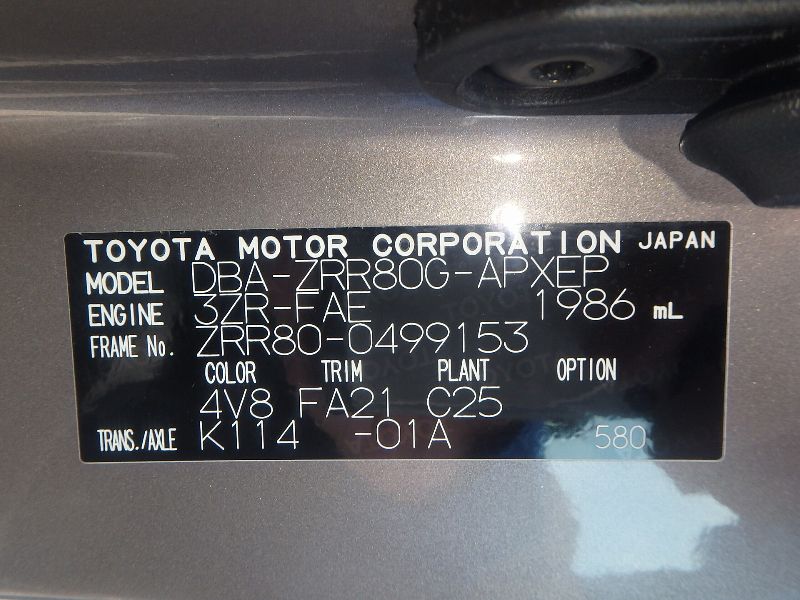 TOYOTA MOTOR CORPORATION JAPAN
MODEL DBA-ZRR80G-APXEP
ENGINE 3ZR-FAE 1986 mL
FRAME No. ZRR80-0499153
COLOR TRIM PLANT OPTION
4V8 FA21 C25
TRANS./AXLE K114 -01A 580